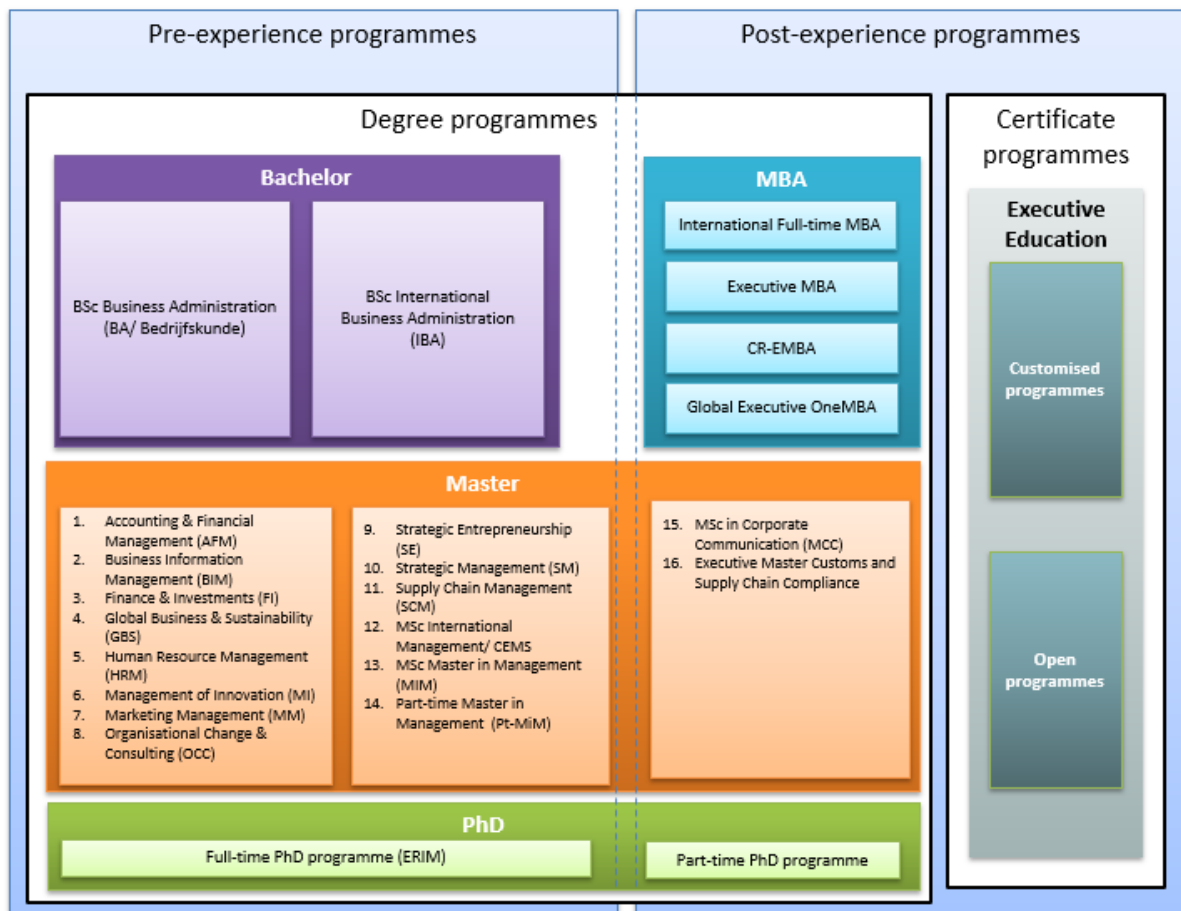 Pre-experience programmes
Post-experience programmes
Degree programmes
Bachelor
BSc Business Administration
(BA/ Bedrijfskunde)
BSc International
Business Administration
(IBA)
MBA
International Full-time MBA
Executive MBA
CR-EMBA
Global Executive OneMBA
Master
1. Accounting & Financial
Management (AFM)
2. Business Information
Management (BIM)
3. Finance & Investments (FI)
4. Global Business & Sustainability
(GBS)
5. Human Resource Management
(HRM)
6. Management of Innovation (MI)
7. Marketing Management (MM)
8. Organisational Change &
Consulting (OCC)
9. Strategic Entrepreneurship
(SE)
10. Strategic Management (SM)
11. Supply Chain Management
(SCM)
12. MSc International
Management/ CEMS
13. MSc Master in Management
(MIM)
14. Part-time Master in
Management (Pt-MiM)
15. MSc in Corporate
Communication (MCC)
16. Executive Master Customs and
Supply Chain Compliance
PhD
Full-time PhD programme (ERIM)
Part-time PhD programme
Certificate
programmes
Executive
Education
Customised
programmes
Open
programmes